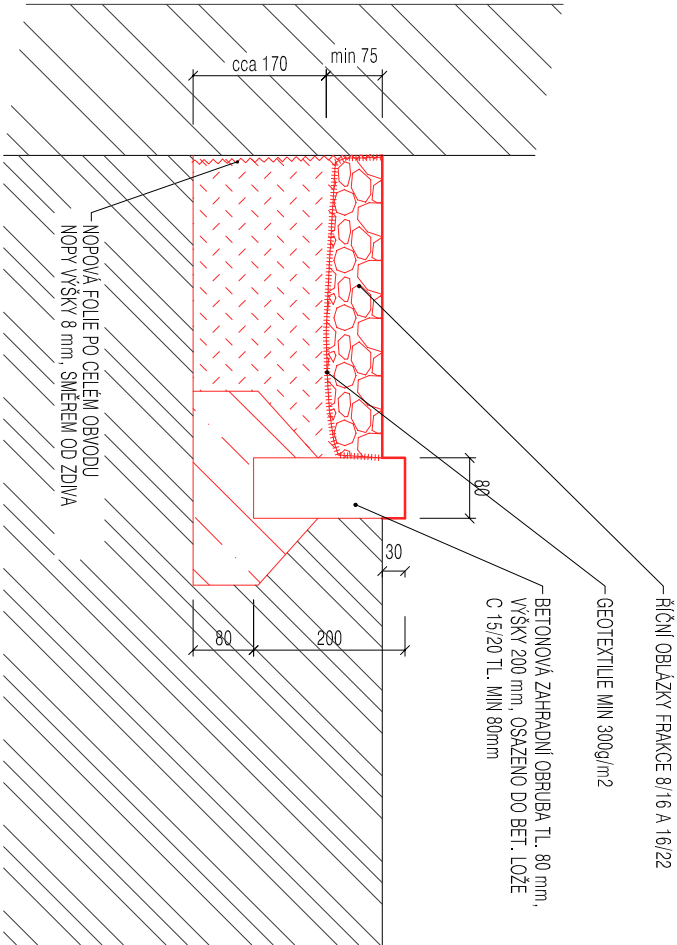 cca 170
min 75
ŘÍČNÍ OBLÁZKY FRAKCE 8/16 A 16/22
GEOTEXTILIE MIN 300g/m2
BETONOVÁ ZAHRADNÍ OBRUBA TL. 80 mm,
VÝŠKY 200 mm, OSAZENO DO BET. LOŽE
C 15/20 TL. MIN 80mm
NOPOVÁ FOLIE PO CELÉM OBVODU
NOPY VÝŠKY 8 mm, SMĚREM OD ZDIVA
80
30
80
200